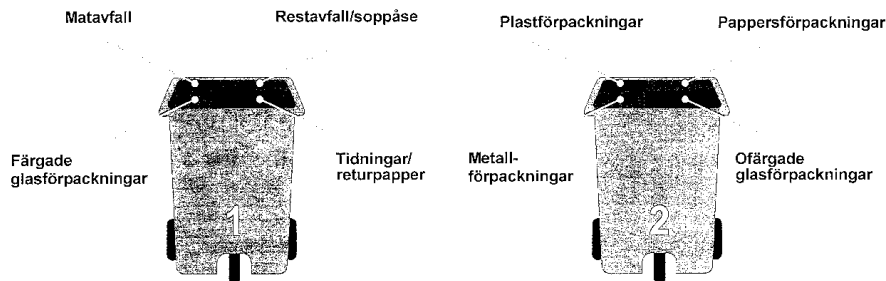 Matavfall
Restavfall/soppåse
Plastförpackningar
Pappersförpackningar
Färgade
glasförpackningar
Tidningar/
returpapper
Metall-
förpackningar
Ofärgade
glasförpackningar
1
2